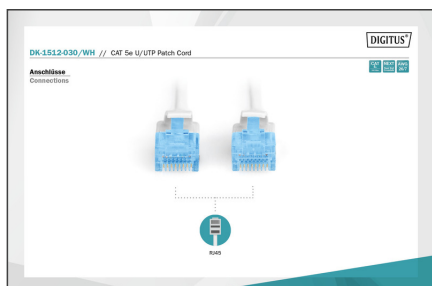 DIGITUS®
DK-1512-030/WH // CAT 5e U/UTP Patch Cord
Anschlüsse
Connections
RJ45